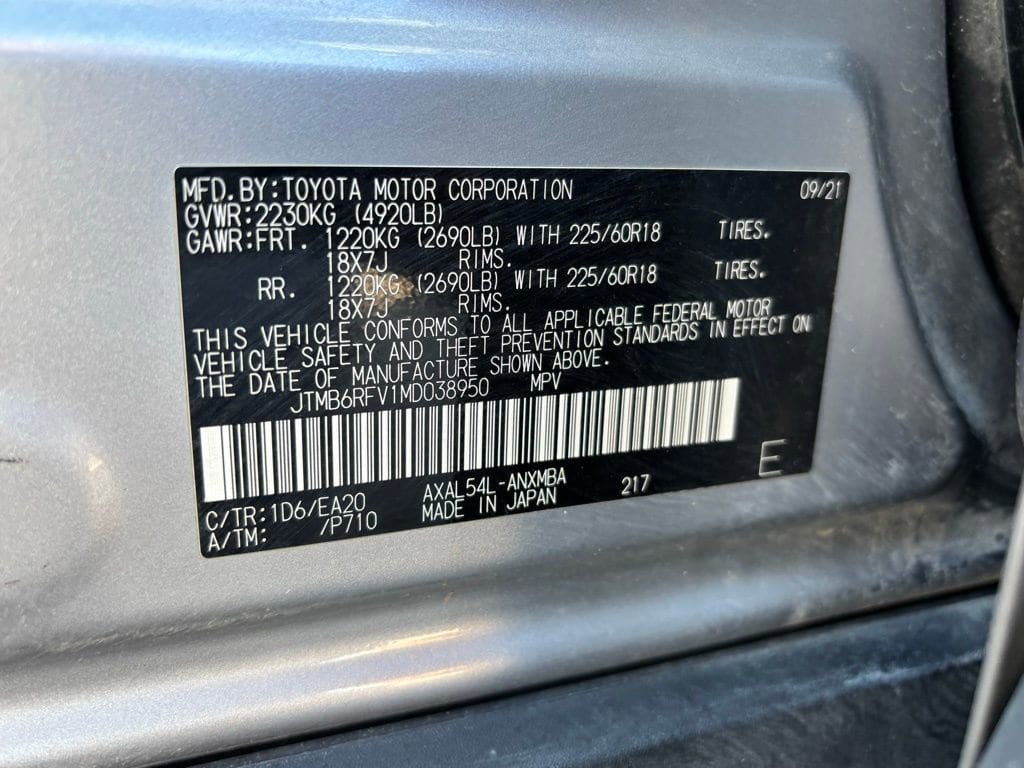 MFD.BY:TOYOTA MOTOR CORPORATION 09/21
GVWR:2230KG (4920LB)
GAWR:FRT. 1220KG (2690LB) WITH 225/60R18 TIRES.
18X7J RIMS.
RR. 1220KG (2690LB) WITH 225/60R18 TIRES.
18X7J RIMS.
THIS VEHICLE CONFORMS TO ALL APPLICABLE FEDERAL MOTOR
VEHICLE SAFETY AND THEFT PREVENTION STANDARDS IN EFFECT ON
THE DATE OF MANUFACTURE SHOWN ABOVE.
JTMB6RFV1MD038950 MPV
E
C/TR:1D6/EA20 AXAL54L-ANXMBA 217
A/TM: /P710 MADE IN JAPAN